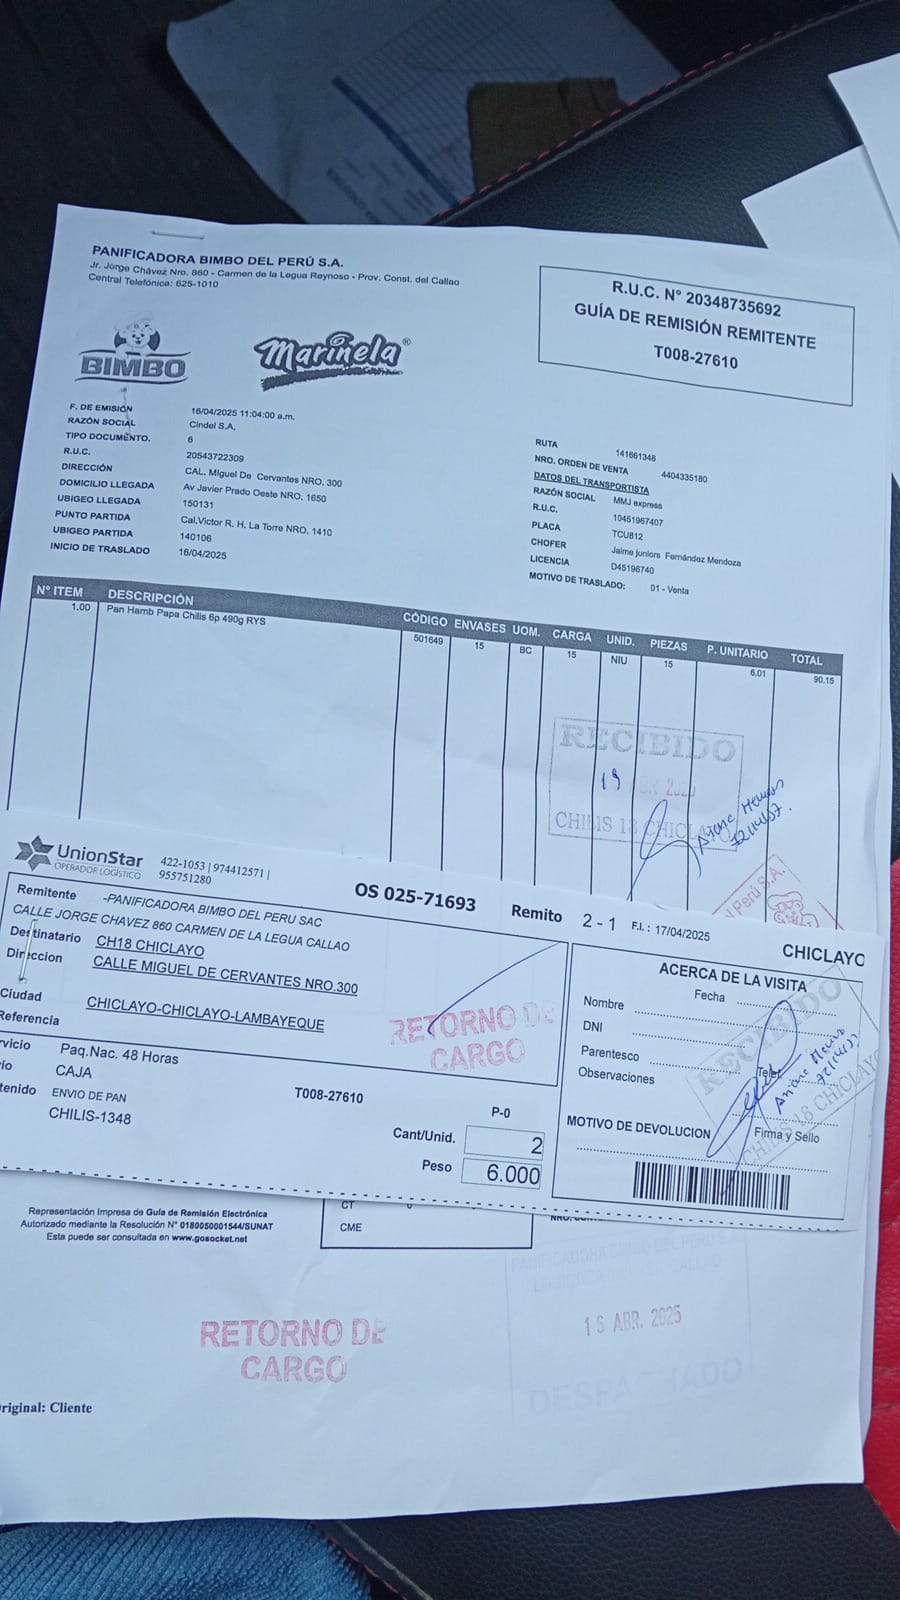 PANIFICADORA BIMBO DEL PERÚ S.A.
Jr. Jorge Chávez Nro. 860 - Carmen de la Legua Reynoso - Prov. Const. del Callao
Central Telefónica: 625-1010
R.U.C. N° 20348735692
GUÍA DE REMISIÓN REMITENTE
T008-27610
BIMBO
Marinela®
F. DE EMISIÓN 16/04/2025 11:04:00 a.m.
RAZÓN SOCIAL Cindel S.A.
TIPO DOCUMENTO. 6
R.U.C. 20543722309
DIRECCIÓN CAL. Miguel De Cervantes NRO. 300
DOMICILIO LLEGADA Av Javier Prado Oeste NRO. 1650
UBIGEO LLEGADA 150131
PUNTO PARTIDA Cal.Victor R. H. La Torre NRO. 1410
UBIGEO PARTIDA 140106
INICIO DE TRASLADO 16/04/2025
RUTA 141661348
NRO. ORDEN DE VENTA 4404335180
DATOS DEL TRANSPORTISTA
RAZÓN SOCIAL MMJ express
R.U.C. 10451967407
PLACA TCU812
CHOFER Jaime juniors Fernández Mendoza
LICENCIA D45196740
MOTIVO DE TRASLADO: 01 - Venta
N° ITEM DESCRIPCIÓN CÓDIGO ENVASES UOM. CARGA UNID. PIEZAS P. UNITARIO TOTAL
1.00 Pan Hamb Papa Chilis 6p 490g RYS 501649 15 BC 15 NIU 15 6.01 90.15
RECIBIDO
19
CHILIS 18 CHICLAYO
72114137
Perú S.A.
UnionStar
OPERADOR LOGÍSTICO
422-1053 | 974412571 |
955751280
OS 025-71693
Remito 2 - 1 F.I. : 17/04/2025
CHICLAYO
Remitente -PANIFICADORA BIMBO DEL PERU SAC
CALLE JORGE CHAVEZ 860 CARMEN DE LA LEGUA CALLAO
Destinatario CH18 CHICLAYO
Direccion CALLE MIGUEL DE CERVANTES NRO.300
Ciudad CHICLAYO-CHICLAYO-LAMBAYEQUE
Referencia
RETORNO DE
CARGO
rvicio Paq.Nac. 48 Horas
CAJA
tenido ENVIO DE PAN
CHILIS-1348
T008-27610
P-0
Cant/Unid. 2
Peso 6.000
ACERCA DE LA VISITA
Nombre Fecha
DNI
Parentesco
Telef
Observaciones
MOTIVO DE DEVOLUCION
Firma y Sello
RECIBIDO
CHILIS 18 CHICLAYO
Representación Impresa de Guía de Remisión Electrónica
Autorizado mediante la Resolución N° 0180050001544/SUNAT
Esta puede ser consultada en www.gosocket.net
CT
CME
16 ABR. 2025
DESPACHADO
RETORNO DE
CARGO
riginal: Cliente